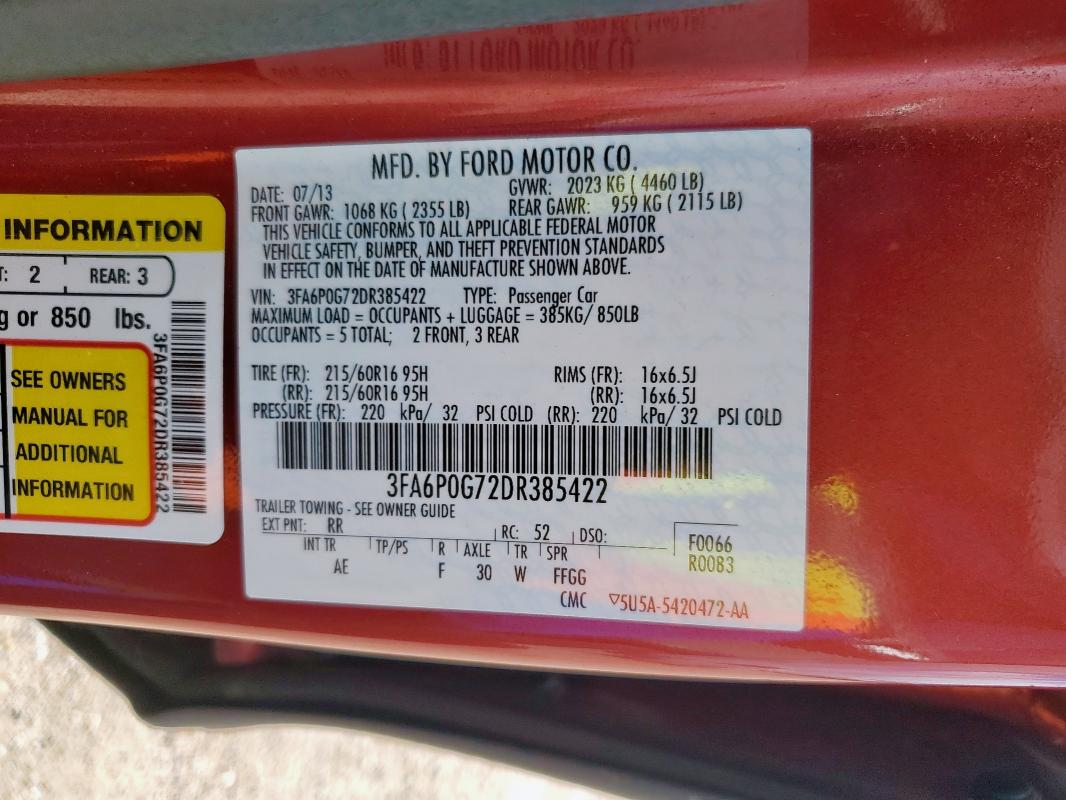 MFD. BY FORD MOTOR CO.
DATE: 07/13 GVWR: 2023 KG ( 4460 LB)
FRONT GAWR: 1068 KG ( 2355 LB) REAR GAWR: 959 KG ( 2115 LB)
THIS VEHICLE CONFORMS TO ALL APPLICABLE FEDERAL MOTOR
VEHICLE SAFETY, BUMPER, AND THEFT PREVENTION STANDARDS
IN EFFECT ON THE DATE OF MANUFACTURE SHOWN ABOVE.
VIN: 3FA6P0G72DR385422 TYPE: Passenger Car
MAXIMUM LOAD = OCCUPANTS + LUGGAGE = 385KG/ 850LB
OCCUPANTS = 5 TOTAL; 2 FRONT, 3 REAR
TIRE (FR): 215/60R16 95H RIMS (FR): 16x6.5J
(RR): 215/60R16 95H (RR): 16x6.5J
PRESSURE (FR): 220 kPa/ 32 PSI COLD (RR): 220 kPa/ 32 PSI COLD
3FA6P0G72DR385422
TRAILER TOWING - SEE OWNER GUIDE
EXT PNT: RR RC: 52 DSO:
INT TR TP/PS R AXLE TR SPR
AE F 30 W FFGG
F0066
R0083
CMC ▽5U5A-5420472-AA
INFORMATION
2 REAR: 3
or 850 lbs.
SEE OWNERS
MANUAL FOR
ADDITIONAL
INFORMATION
3FA6P0G72DR385422